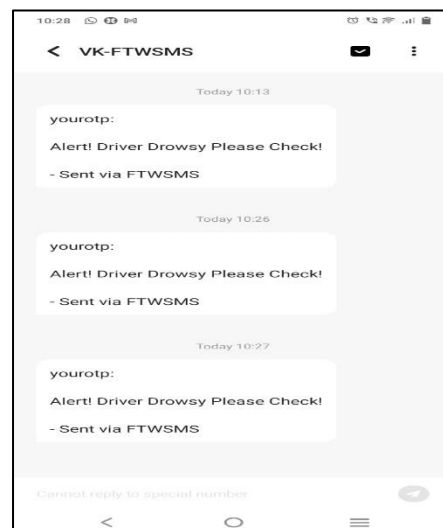 10:28
VK-FTWSMS
Today 10:13
yourotp:
Alert! Driver Drowsy Please Check!
- Sent via FTWSMS
Today 10:26
yourotp:
Alert! Driver Drowsy Please Check!
- Sent via FTWSMS
Today 10:27
yourotp:
Alert! Driver Drowsy Please Check!
- Sent via FTWSMS
Cannot reply to special number